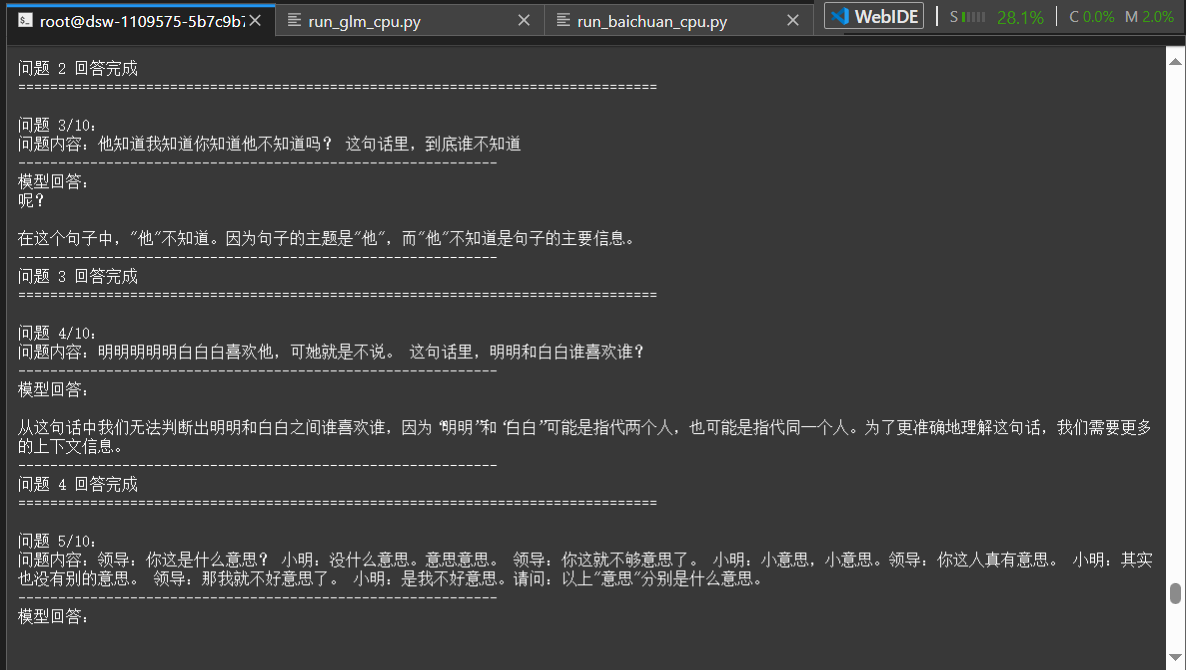 root@dsw-1109575-5b7c9b7 run_glm_cpu.py run_baichuan_cpu.py WebIDE S 28.1% C 0.0% M 2.0%
问题 2 回答完成
================================================================================
问题 3/10:
问题内容: 他知道我知道你知道他不知道吗? 这句话里, 到底谁不知道
------------------------------------------------------------
模型回答:
呢?
在这个句子中, "他"不知道。因为句子的主题是"他", 而"他"不知道是句子的主要信息。
------------------------------------------------------------
问题 3 回答完成
================================================================================
问题 4/10:
问题内容: 明明明明明白白白喜欢他, 可她就是不说。 这句话里, 明明和白白谁喜欢谁?
------------------------------------------------------------
模型回答:
从这句话中我们无法判断出明明和白白之间谁喜欢谁, 因为“明明”和“白白”可能是指代两个人, 也可能是指代同一个人。为了更准确地理解这句话, 我们需要更多
的上下文信息。
------------------------------------------------------------
问题 4 回答完成
================================================================================
问题 5/10:
问题内容: 领导: 你这是什么意思? 小明: 没什么意思。意思意思。 领导: 你这就不够意思了。 小明: 小意思, 小意思。领导: 你这人真有意思。 小明: 其实
也没有别的意思。 领导: 那我就不好意思了。 小明: 是我不好意思。请问: 以上"意思"分别是什么意思。
------------------------------------------------------------
模型回答: